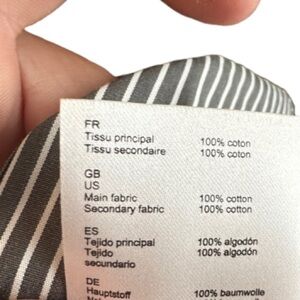 FR
Tissu principal 100% coton
Tissu secondaire 100% coton
GB
US
Main fabric 100% cotton
Secondary fabric 100% cotton
ES
Tejido principal 100% algodón
Tejido 100% algodón
secundario
DE
Hauptstoff 100% baumwolle